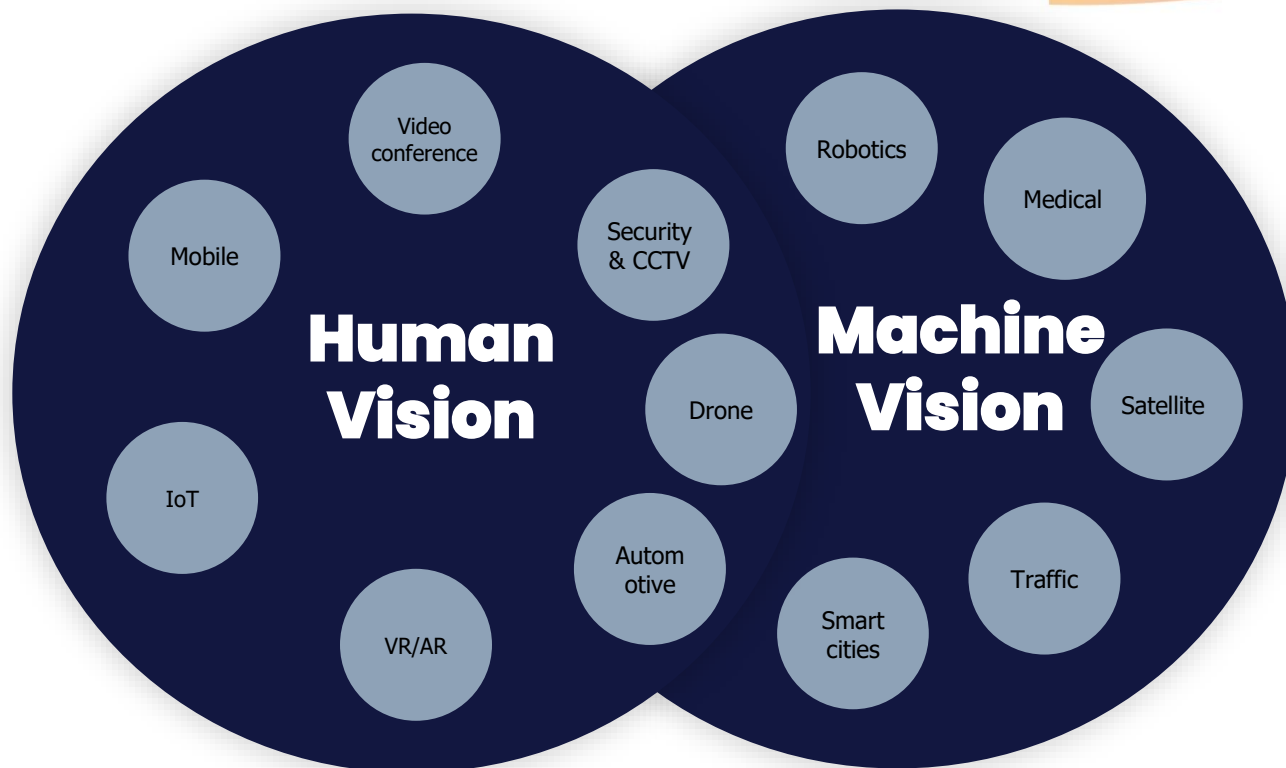 Video
conference
Mobile
Security
& CCTV
Human
Vision
Drone
IoT
Autom
otive
VR/AR
Robotics
Medical
Machine
Vision
Satellite
Traffic
Smart
cities